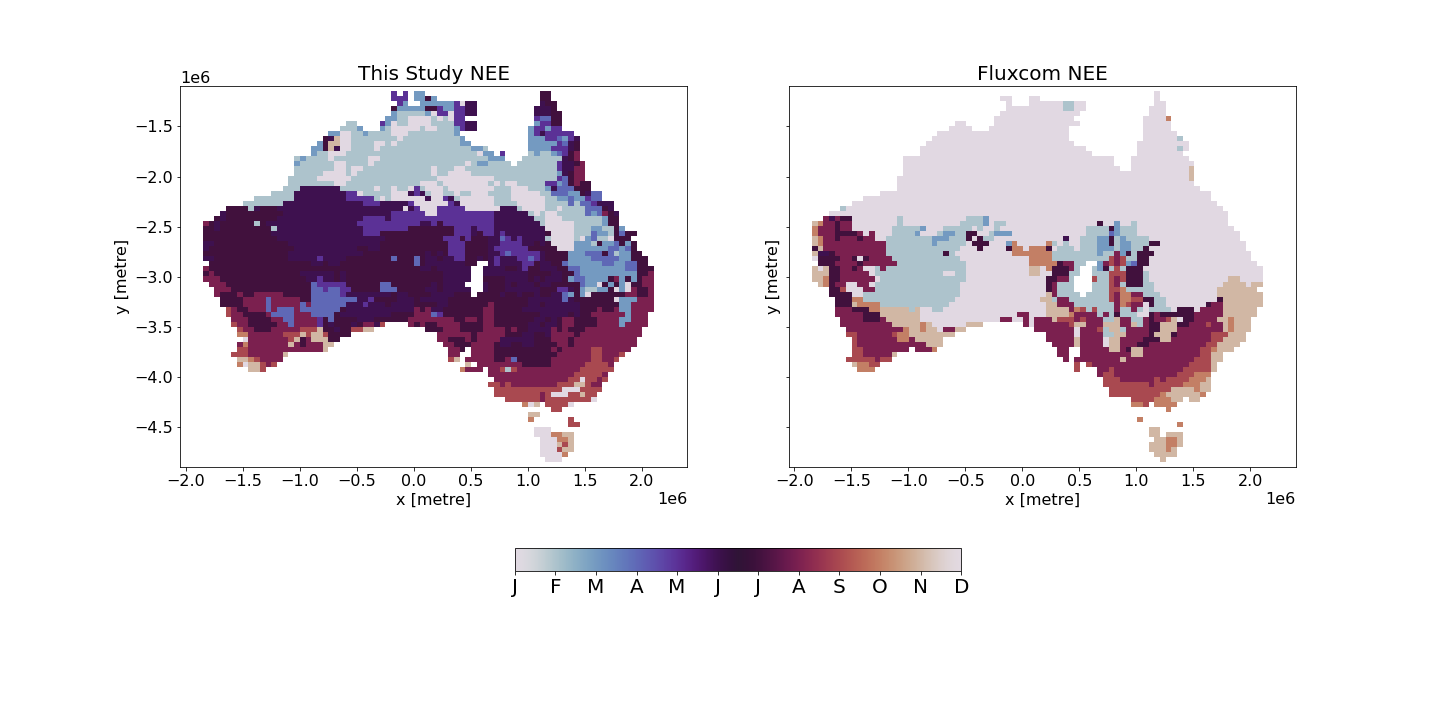 This Study NEE
1e6
y [metre]
−1.5
−2.0
−2.5
−3.0
−3.5
−4.0
−4.5
−2.0 −1.5 −1.0 −0.5 0.0 0.5 1.0 1.5 2.0
x [metre]
1e6
Fluxcom NEE
y [metre]
−2.0 −1.5 −1.0 −0.5 0.0 0.5 1.0 1.5 2.0
x [metre]
1e6
J F M A M J J A S O N D